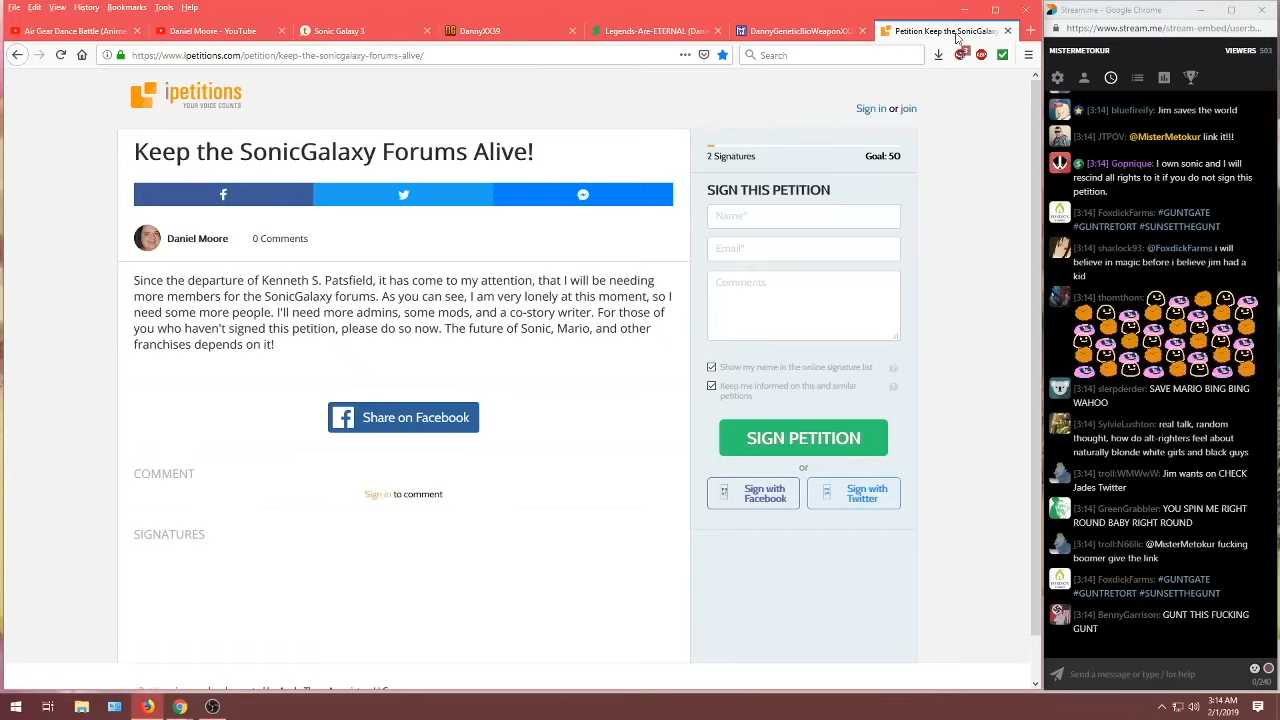 Air Gear Dance Battle (Anime
Daniel Moore - YouTube
Sonic Galaxy 3
DannyXX39
Legends-Are-ETERNAL (Danie
DannyGeneticBioWeaponXX
Petition Keep the SonicGalaxy
https://www.ipetitions.com/petition/keep-the-sonicgalaxy-forums-alive/
Search
ipetitions
YOUR VOICE COUNTS
Sign in or join
Keep the SonicGalaxy Forums Alive!
Daniel Moore
0 Comments
Since the departure of Kenneth S. Patsfield, it has come to my attention, that I will be needing
more members for the SonicGalaxy forums. As you can see, I am very lonely at this moment, so I
need some more people. I'll need more admins, some mods, and a co-story writer. For those of
you who haven't signed this petition, please do so now. The future of Sonic, Mario, and other
franchises depends on it!
Share on Facebook
COMMENT
Sign in to comment
SIGNATURES
2 Signatures
Goal: 50
SIGN THIS PETITION
Name*
Email*
Comments
Show my name in the online signature list
Keep me informed on this and similar
petitions
SIGN PETITION
or
Sign with
Facebook
Sign with
Twitter
Stream.me - Google Chrome
https://www.stream.me/stream-embed/user:
MISTERMETOKUR
VIEWERS 503
[3:14] bluefireify: Jim saves the world
[3:14] JTPOV: @MisterMetokur link it!!!
[3:14] Gopnique: I own sonic and I will
rescind all rights to it if you do not sign this
petition.
[3:14] FoxdickFarms: #GUNTGATE
#GUNTRETORT #SUNSETTHEGUNT
[3:14] sharlock93: @FoxdickFarms i will
believe in magic before i believe jim had a
kid
[3:14] thomthom:
[3:14] slerpderder: SAVE MARIO BING BING
WAHOO
[3:14] SylvieLushton: real talk, random
thought, how do alt-righters feel about
naturally blonde white girls and black guys
[3:14] troll:WMWwW: Jim wants on CHECK
Jades Twitter
[3:14] GreenGrabbler: YOU SPIN ME RIGHT
ROUND BABY RIGHT ROUND
[3:14] troll:N66lk: @MisterMetokur fucking
boomer give the link
[3:14] FoxdickFarms: #GUNTGATE
#GUNTRETORT #SUNSETTHEGUNT
[3:14] BennyGarrison: GUNT THIS FUCKING
GUNT
Send a message or type / for help
0/240
3:14 AM
2/1/2019